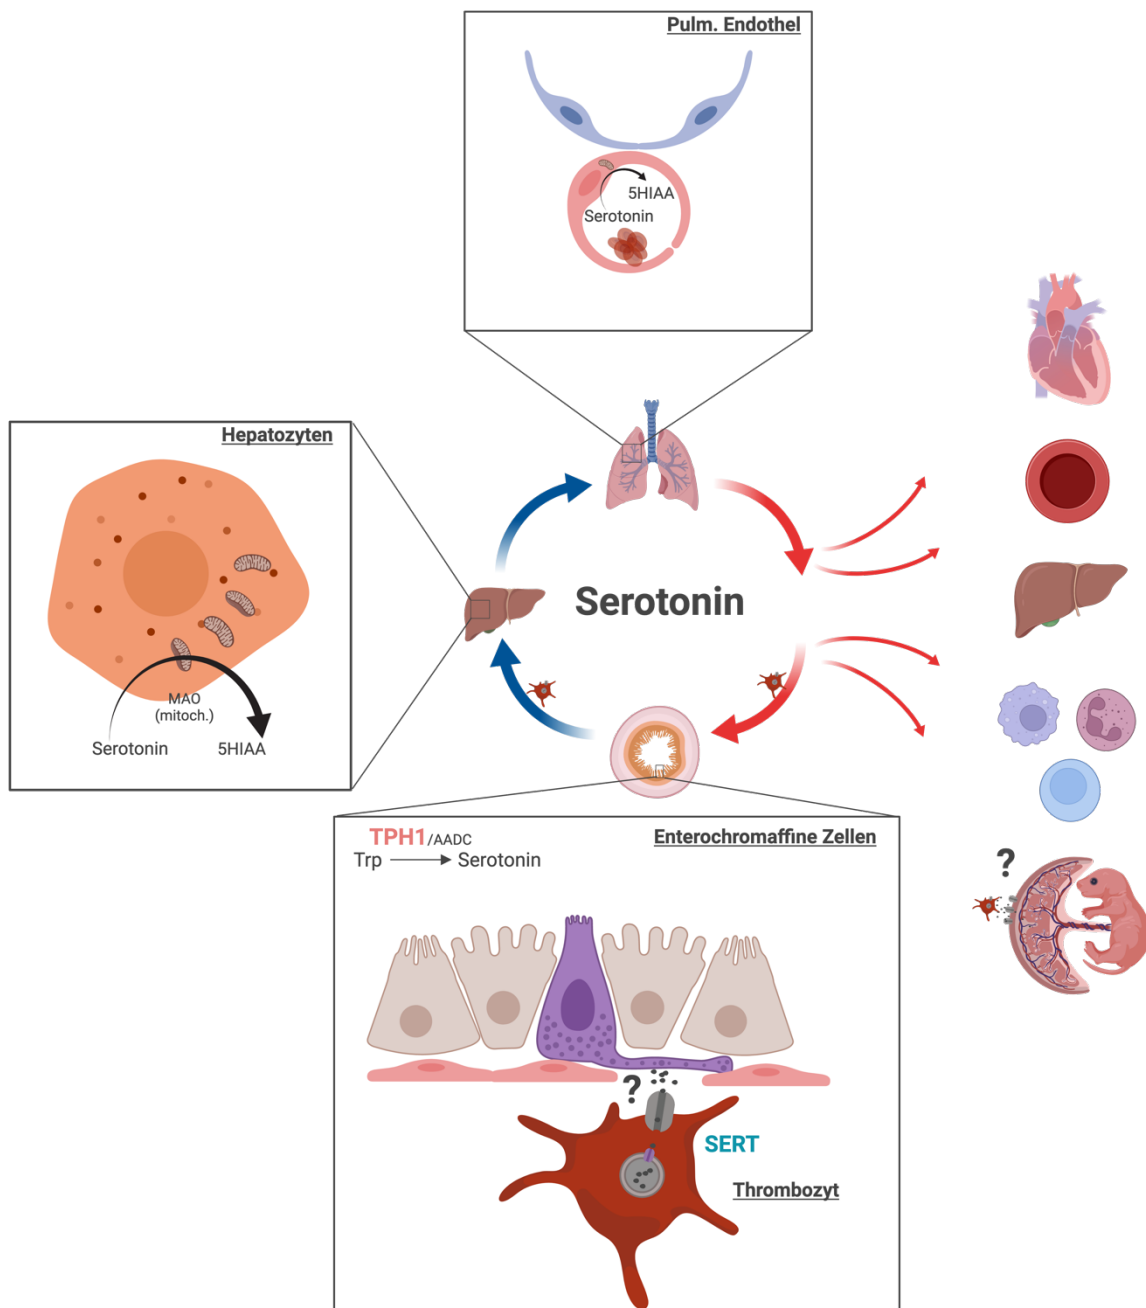 Pulm. Endothel
5HIAA
Serotonin
Hepatozyten
MAO
(mitoch.)
Serotonin
5HIAA
Serotonin
TPH1/AADC
Trp
Serotonin
Enterochromaffine Zellen
?
SERT
Thrombozyt
?